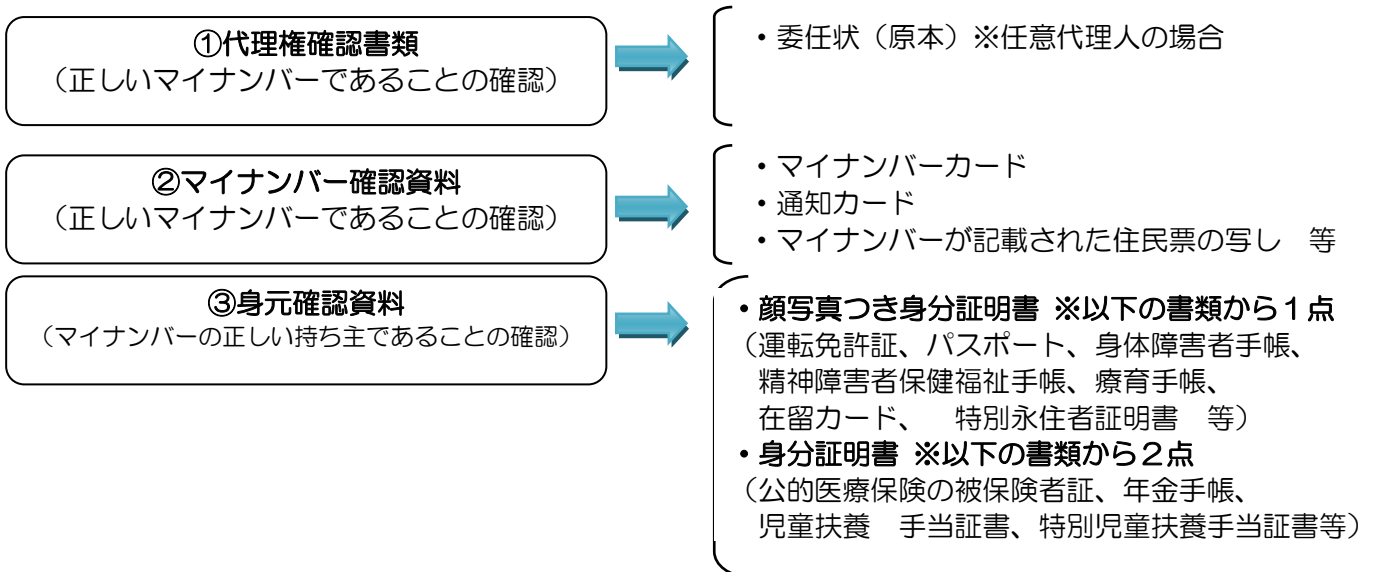 ①代理権確認書類
（正しいマイナンバーであることの確認）
・委任状（原本）※任意代理人の場合
②マイナンバー確認資料
（正しいマイナンバーであることの確認）
・マイナンバーカード
・通知カード
・マイナンバーが記載された住民票の写し　等
③身元確認資料
（マイナンバーの正しい持ち主であることの確認）
・顔写真つき身分証明書 ※以下の書類から１点
（運転免許証、パスポート、身体障害者手帳、
精神障害者保健福祉手帳、療育手帳、
在留カード、　特別永住者証明書　等）
・身分証明書 ※以下の書類から２点
（公的医療保険の被保険者証、年金手帳、
児童扶養　手当証書、特別児童扶養手当証書等）